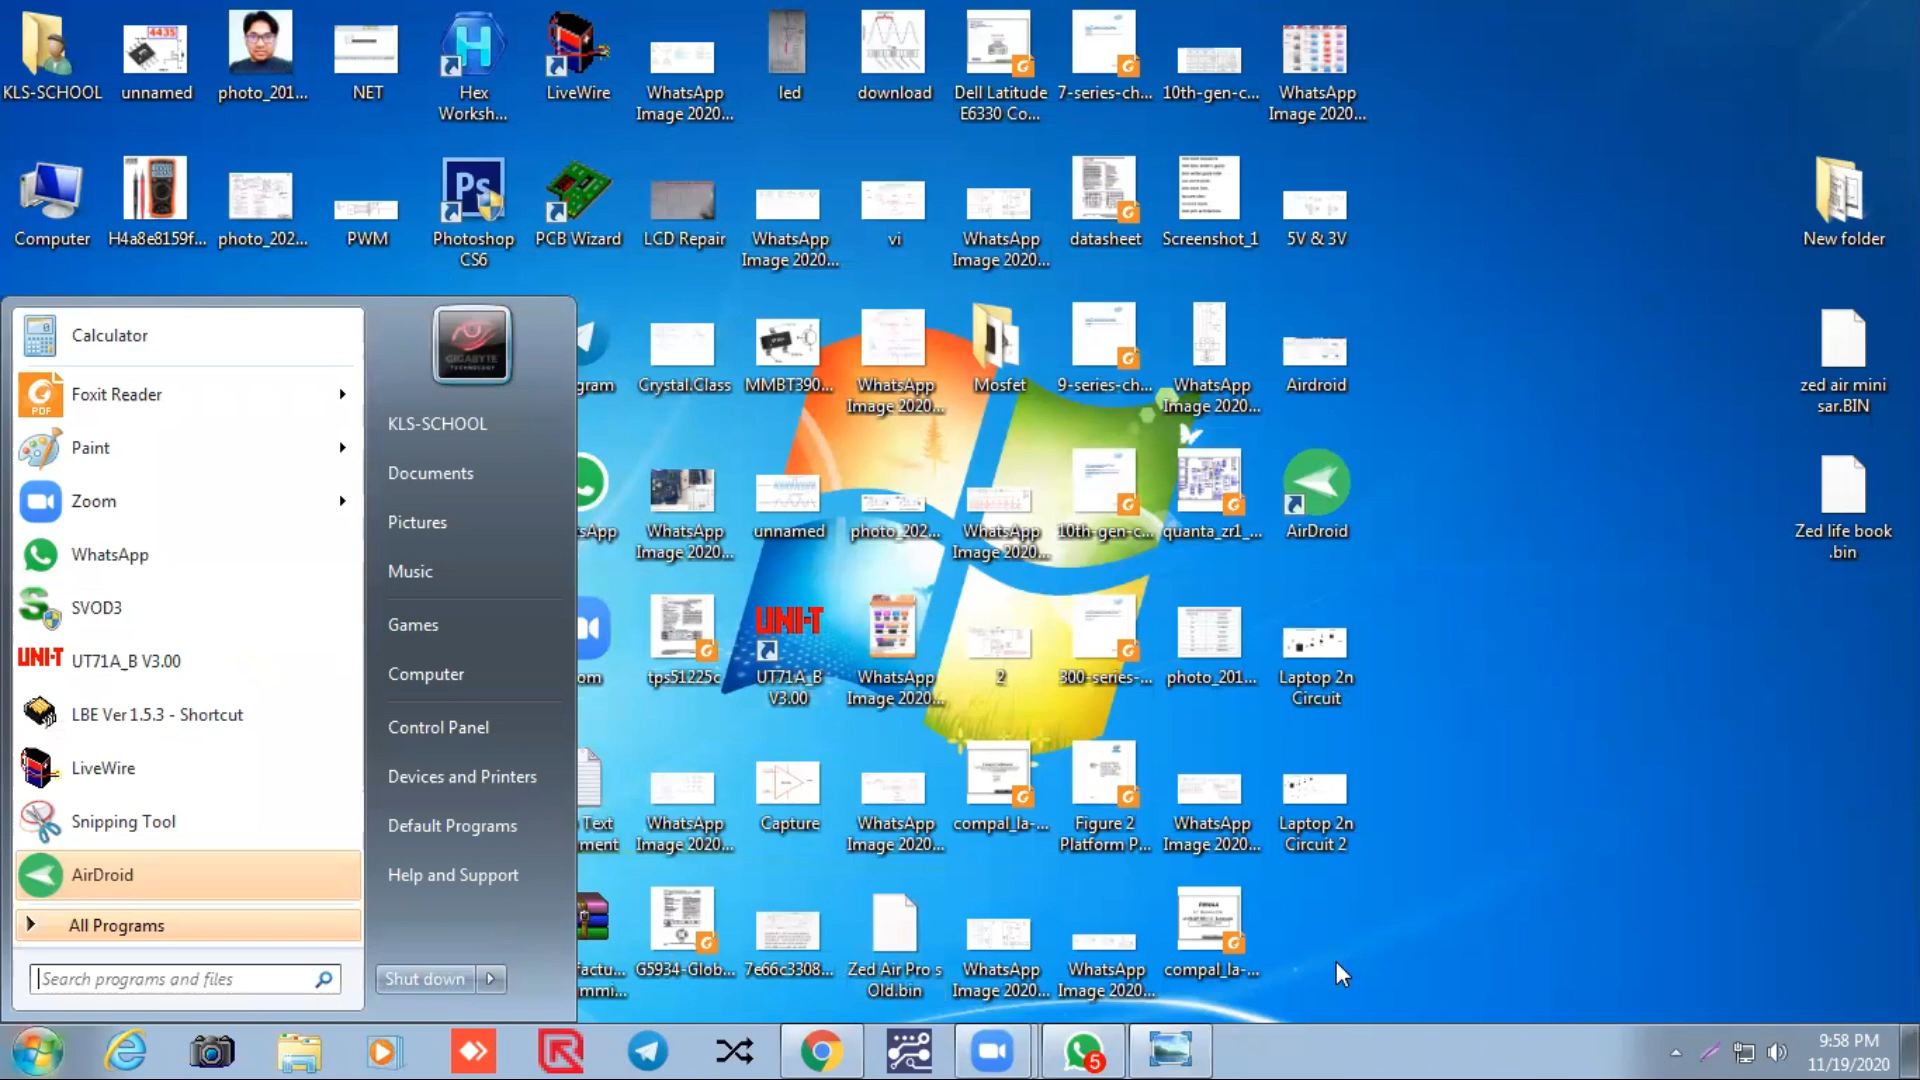 KLS-SCHOOL
unnamed
photo_201...
NET
Hex
Worksh...
LiveWire
WhatsApp
Image 2020...
led
download
Dell Latitude
E6330 Co...
7-series-ch...
10th-gen-c...
WhatsApp
Image 2020...
4435
Computer
H4a8e8159f...
photo_202...
PWM
Ps
Photoshop
CS6
PCB Wizard
LCD Repair
WhatsApp
Image 2020...
vi
WhatsApp
Image 2020...
datasheet
Screenshot_1
5V & 3V
New folder
gram
Crystal.Class
MMBT390...
WhatsApp
Image 2020...
Mosfet
9-series-ch...
WhatsApp
Image 2020...
Airdroid
zed air mini
sar.BIN
sApp
WhatsApp
Image 2020...
unnamed
photo_202...
WhatsApp
Image 2020...
10th-gen-c...
quanta_zr1_...
AirDroid
Zed life book
.bin
om
tps51225c
UNI-T
UT71A_B
V3.00
WhatsApp
Image 2020...
2
300-series-...
photo_201...
Laptop 2n
Circuit
Text
ment
WhatsApp
Image 2020...
Capture
WhatsApp
Image 2020...
compal_la-...
Figure 2
Platform P...
WhatsApp
Image 2020...
Laptop 2n
Circuit 2
factu...
mmi...
G5934-Glob...
7e66c3308...
Zed Air Pro s
Old.bin
WhatsApp
Image 2020...
WhatsApp
Image 2020...
compal_la-...
Calculator
PDF
Foxit Reader
Paint
Zoom
WhatsApp
SVOD3
UNI-T
UT71A_B V3.00
LBE Ver 1.5.3 - Shortcut
LiveWire
Snipping Tool
AirDroid
All Programs
Search programs and files
GIGABYTE
TECHNOLOGY
KLS-SCHOOL
Documents
Pictures
Music
Games
Computer
Control Panel
Devices and Printers
Default Programs
Help and Support
Shut down
5
9:58 PM
11/19/2020